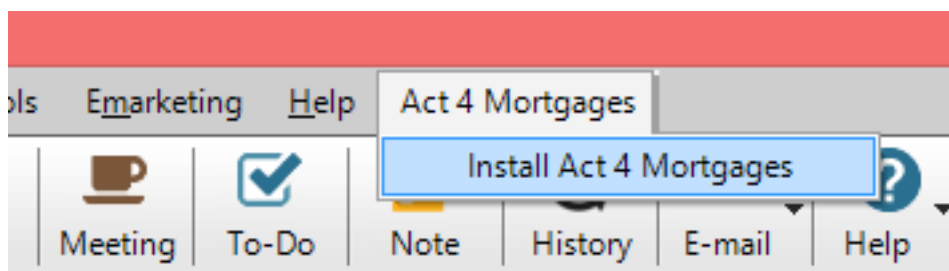 ols Emarketing Help Act 4 Mortgages
Install Act 4 Mortgages
Meeting To-Do Note History E-mail Help